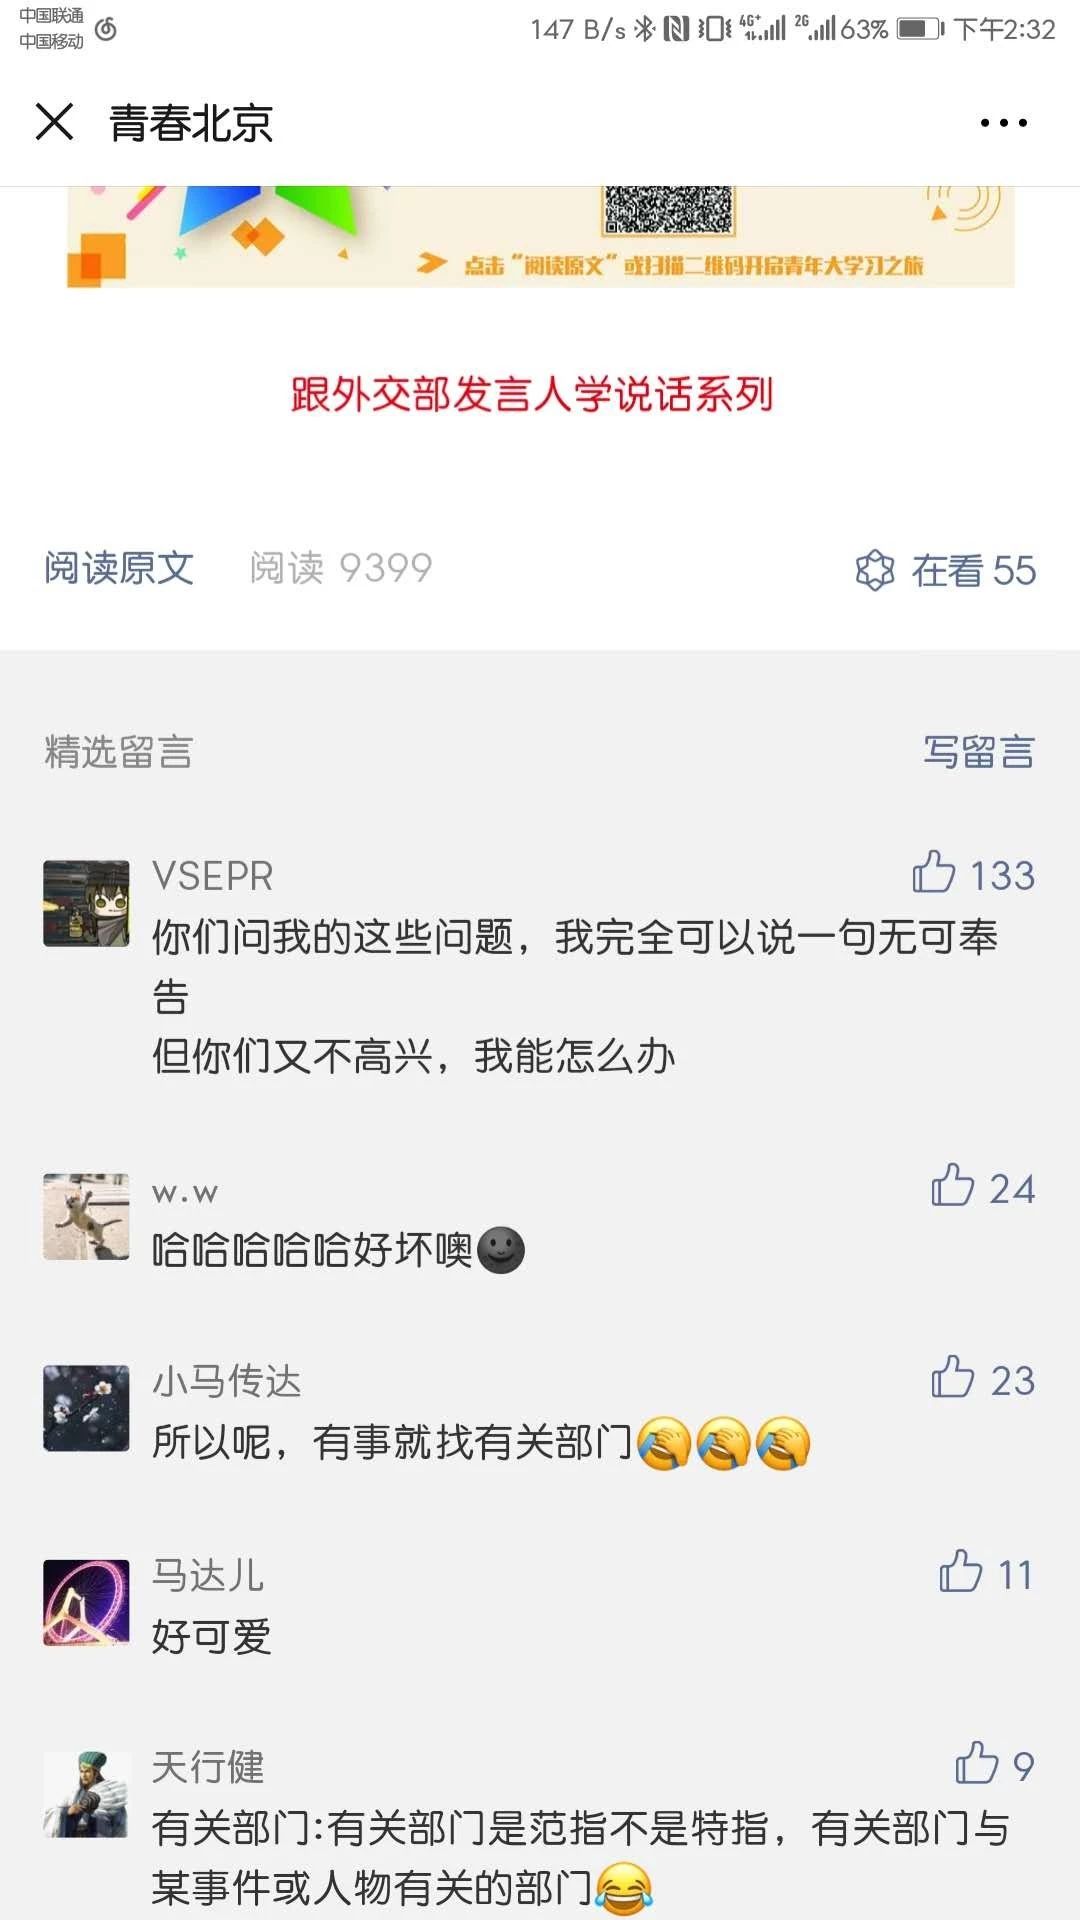 中国联通
中国移动
147 B/s 4G+ 2G 63% 下午2:32
青春北京
点击“阅读原文”或扫描二维码开启青年大学习之旅
跟外交部发言人学说话系列
阅读原文 阅读 9399 在看 55
精选留言 写留言
VSEPR 133
你们问我的这些问题，我完全可以说一句无可奉
告
但你们又不高兴，我能怎么办
w.w 24
哈哈哈哈哈好坏噢🌚
小马传达 23
所以呢，有事就找有关部门🤦🤦🤦
马达儿 11
好可爱
天行健 9
有关部门:有关部门是范指不是特指，有关部门与
某事件或人物有关的部门😂